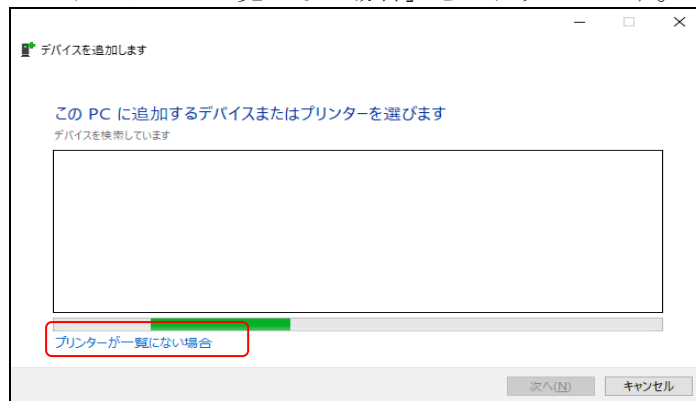 デバイスを追加します
この PC に追加するデバイスまたはプリンターを選びます
デバイスを検索しています
プリンターが一覧にない場合
次へ(N)
キャンセル